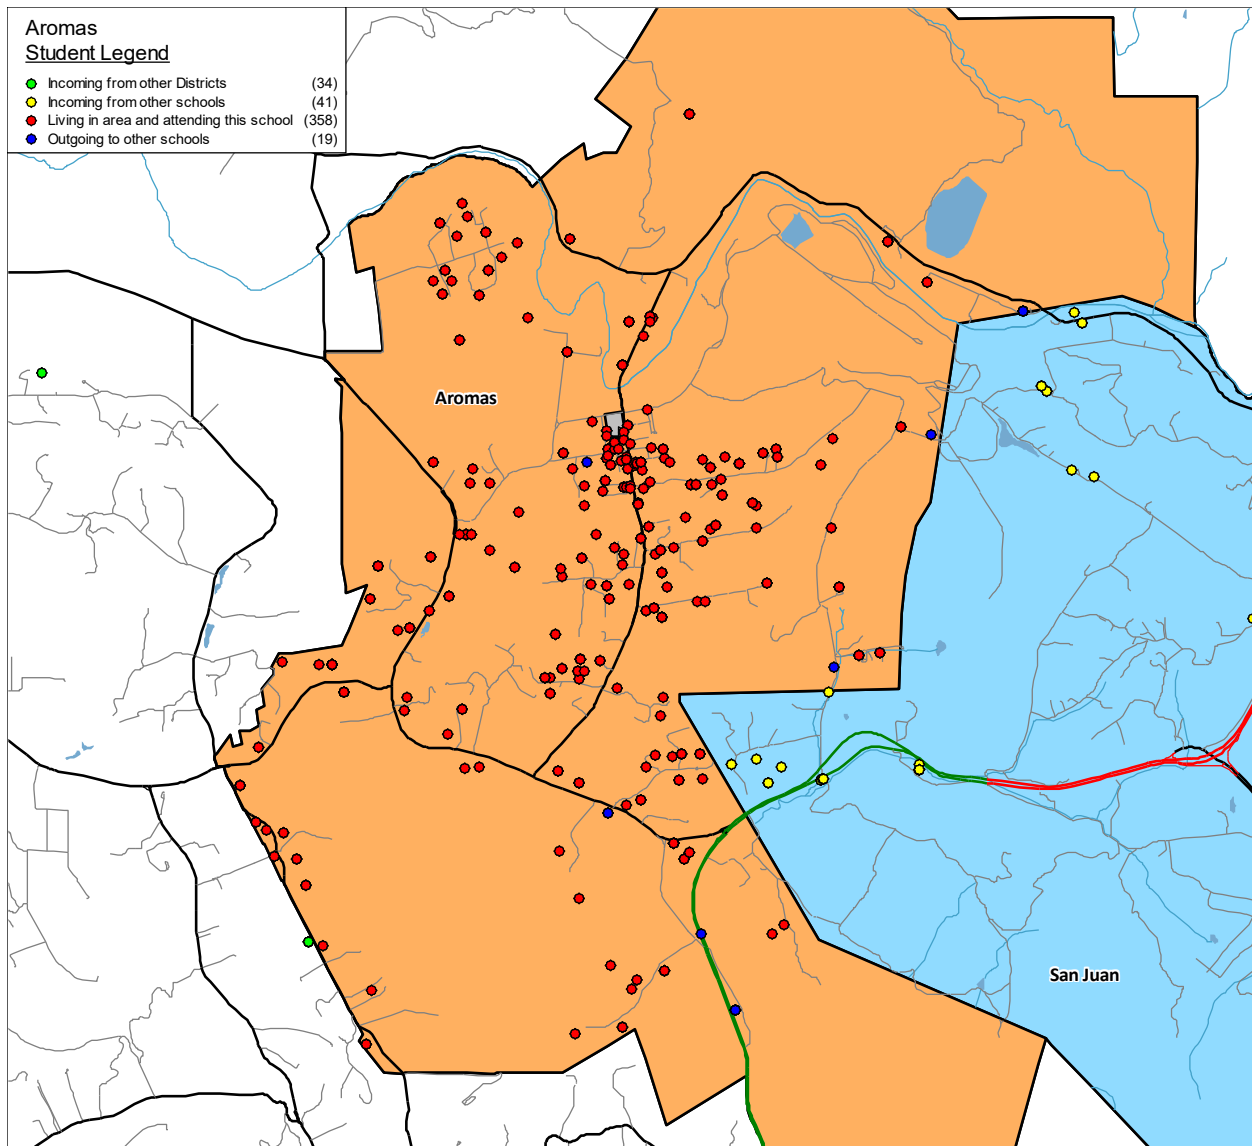 Aromas
Student Legend
Incoming from other Districts (34)
Incoming from other schools (41)
Living in area and attending this school (358)
Outgoing to other schools (19)
Aromas
San Juan